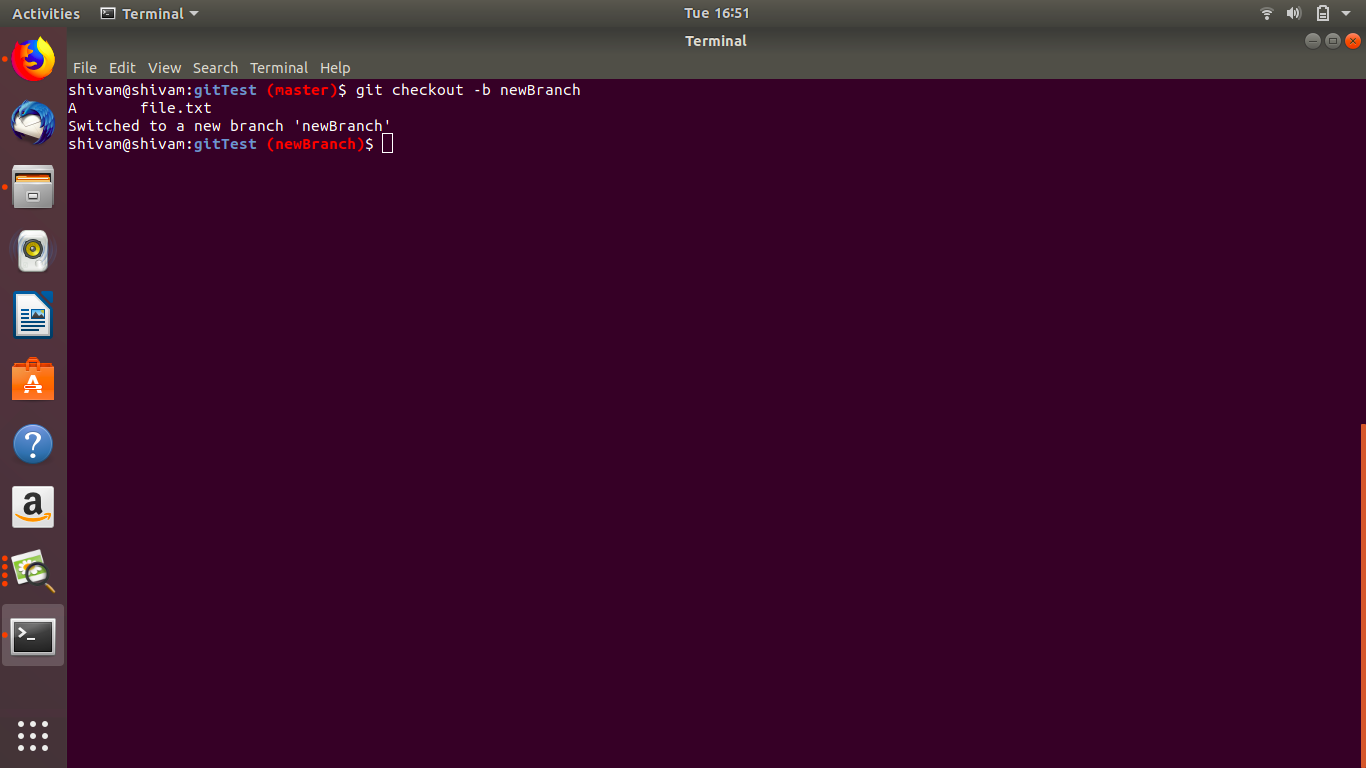 Activities Terminal Tue 16:51
Terminal
File Edit View Search Terminal Help
shivam@shivam:gitTest (master)$ git checkout -b newBranch
A file.txt
Switched to a new branch 'newBranch'
shivam@shivam:gitTest (newBranch)$